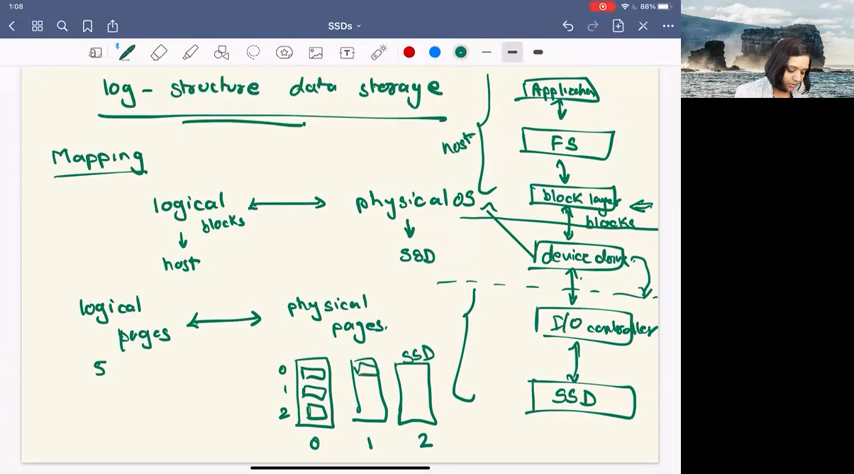 1:08
SSDs
88%
log - structure data storage
Mapping
logical blocks ↔ physical
host
SSD
logical pages ↔ physical pages.
5
SSD
0
1
2
0 1 2
host
Application
FS
block layer
OS
blocks
device
I/O controller
SSD